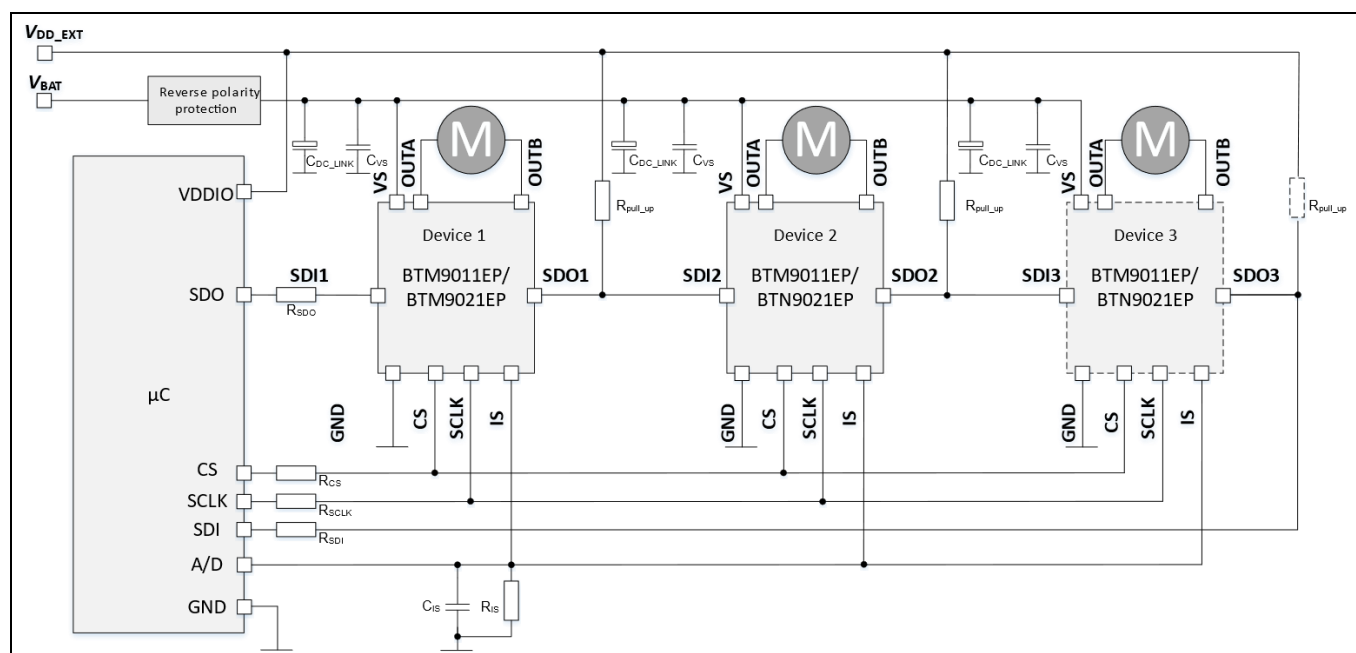 VDD_EXT
VBAT
Reverse polarity
protection
CDC_LINK
CVS
VS
OUTA
M
OUTB
CDC_LINK
CVS
VS
OUTA
M
OUTB
CDC_LINK
CVS
VS
OUTA
M
OUTB
VDDIO
Rpull_up
Rpull_up
Rpull_up
Device 1
Device 2
Device 3
SDO
SDI1
RSDO
BTM9011EP/
BTM9021EP
SDO1
SDI2
BTM9011EP/
BTN9021EP
SDO2
SDI3
BTM9011EP/
BTN9021EP
SDO3
µC
GND
CS
SCLK
IS
GND
CS
SCLK
IS
GND
CS
SCLK
IS
CS
RCS
SCLK
RSCLK
SDI
RSDI
A/D
GND
CIS
RIS